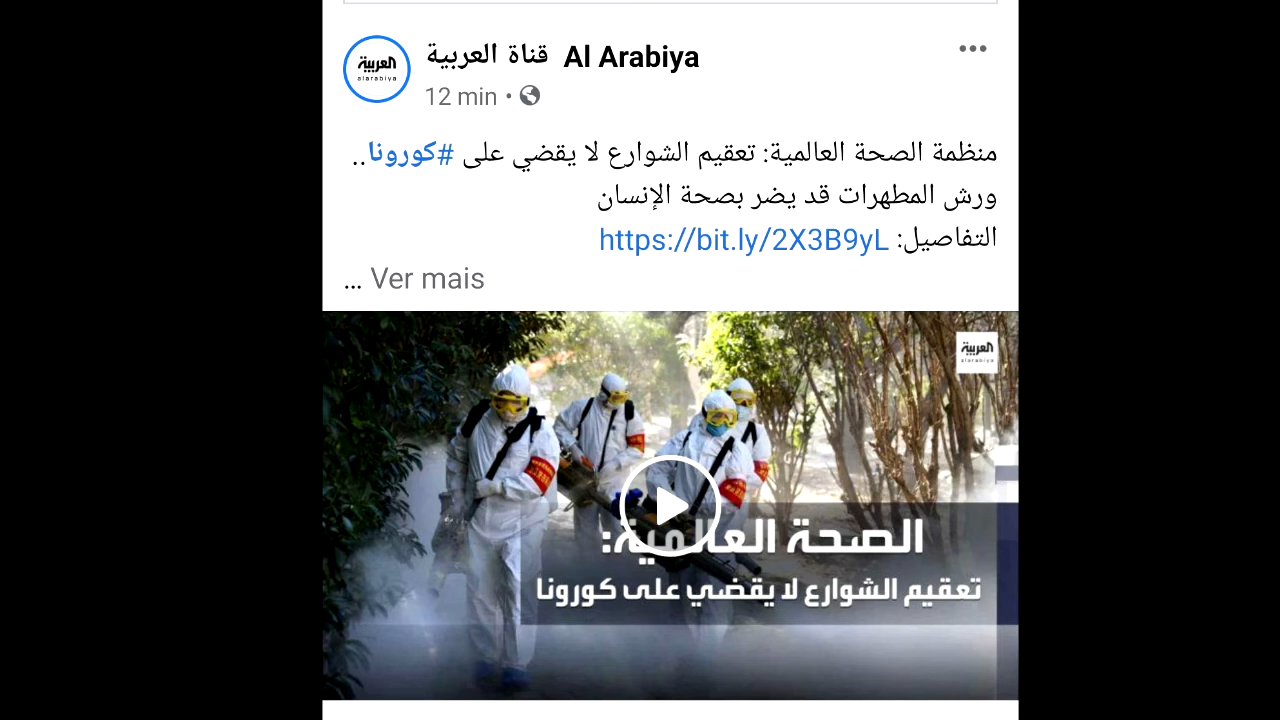 العربية
alarabiya
قناة العربية Al Arabiya
12 min
منظمة الصحة العالمية: تعقيم الشوارع لا يقضي على #كورونا..
ورش المطهرات قد يضر بصحة الإنسان
التفاصيل: https://bit.ly/2X3B9yL
... Ver mais
العربية
alarabiya
الصحة العالمية:
تعقيم الشوارع لا يقضي على كورونا